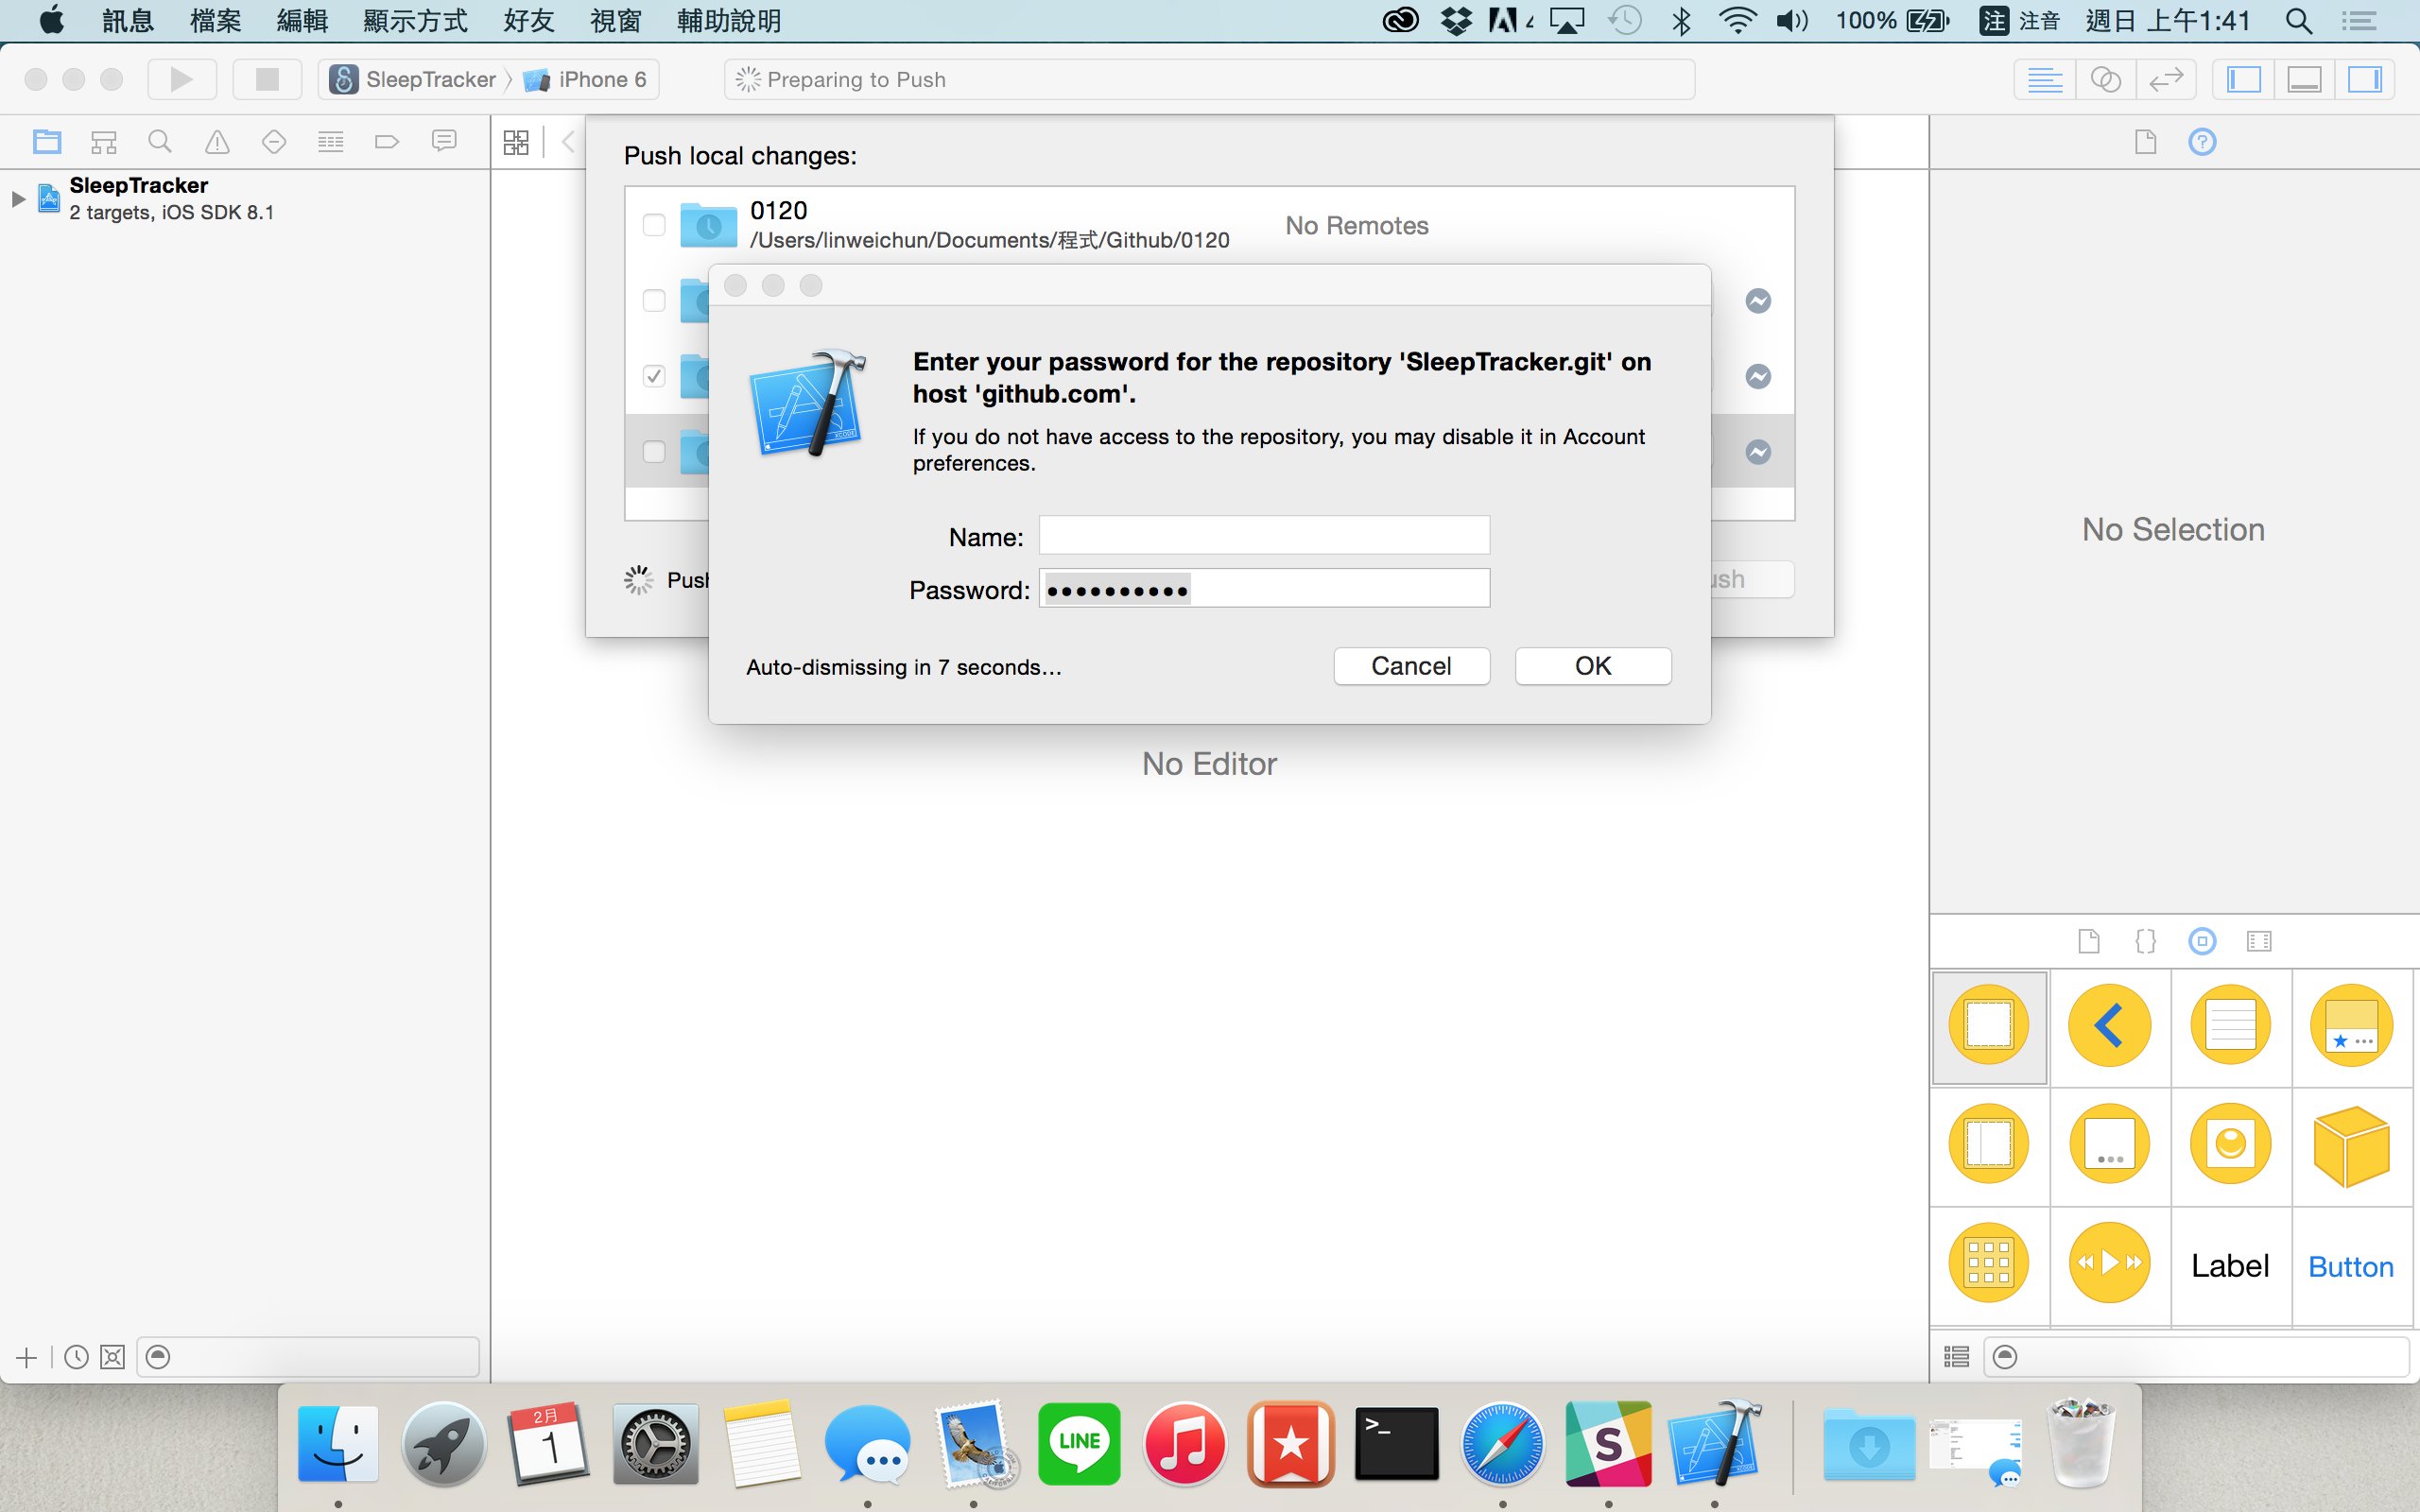 訊息 檔案 編輯 顯示方式 好友 視窗 輔助說明 4 100% 注 注音 週日 上午1:41
SleepTracker iPhone 6 Preparing to Push
SleepTracker
2 targets, iOS SDK 8.1
Push local changes:
0120
/Users/linweichun/Documents/程式/Github/0120
No Remotes
Enter your password for the repository 'SleepTracker.git' on
host 'github.com'.
If you do not have access to the repository, you may disable it in Account
preferences.
Name:
Password: ••••••••••
Auto-dismissing in 7 seconds...
Cancel OK
No Editor
No Selection
Label Button
2月
1
LINE
>_
S
XCODE